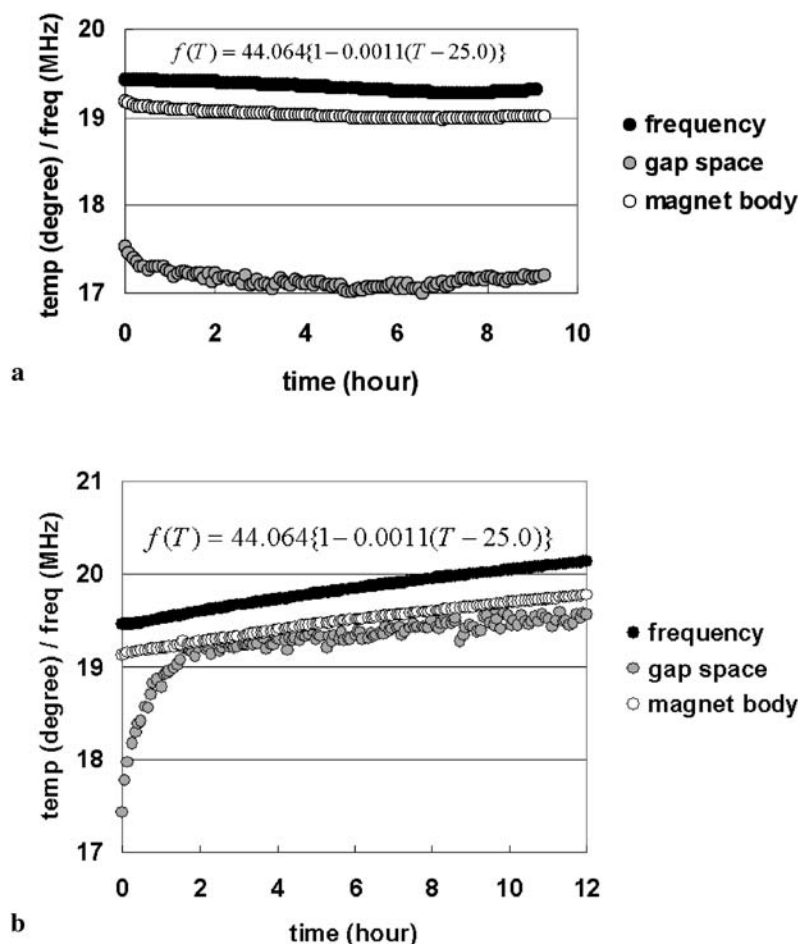 20
19
18
17
f(T) = 44.064{1−0.0011(T−25.0)}
temp (degree) / freq (MHz)
0 2 4 6 8 10
time (hour)
frequency
gap space
magnet body
a
21
20
19
18
17
f(T) = 44.064{1−0.0011(T−25.0)}
temp (degree) / freq (MHz)
0 2 4 6 8 10 12
time (hour)
frequency
gap space
magnet body
b